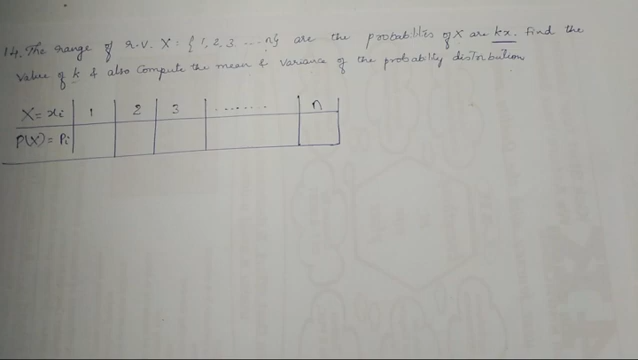 14. The range of r.v. X : { 1, 2, 3 ... n} are the probabilites of X are kx. Find the
value of k & also compute the mean & variance of the probability distribution
X = xi 1 2 3 ........ n
P(X) = Pi